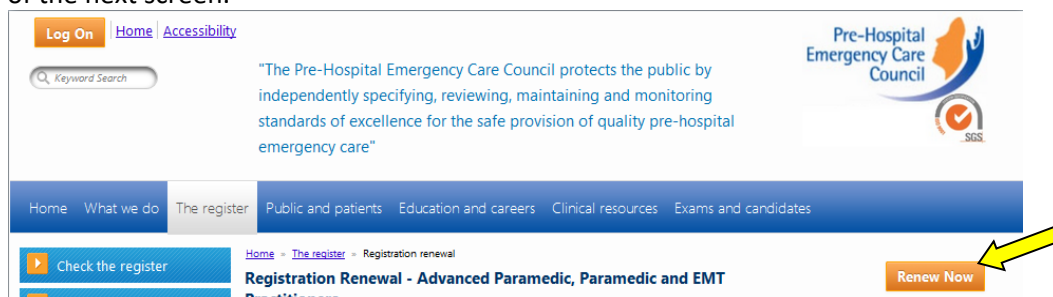 of the next screen.
Log On Home Accessibility
Keyword Search
"The Pre-Hospital Emergency Care Council protects the public by
independently specifying, reviewing, maintaining and monitoring
standards of excellence for the safe provision of quality pre-hospital
emergency care"
Pre-Hospital
Emergency Care
Council
SGS
Home What we do The register Public and patients Education and careers Clinical resources Exams and candidates
Check the register
Home » The register » Registration renewal
Registration Renewal - Advanced Paramedic, Paramedic and EMT
Practitioners
Renew Now